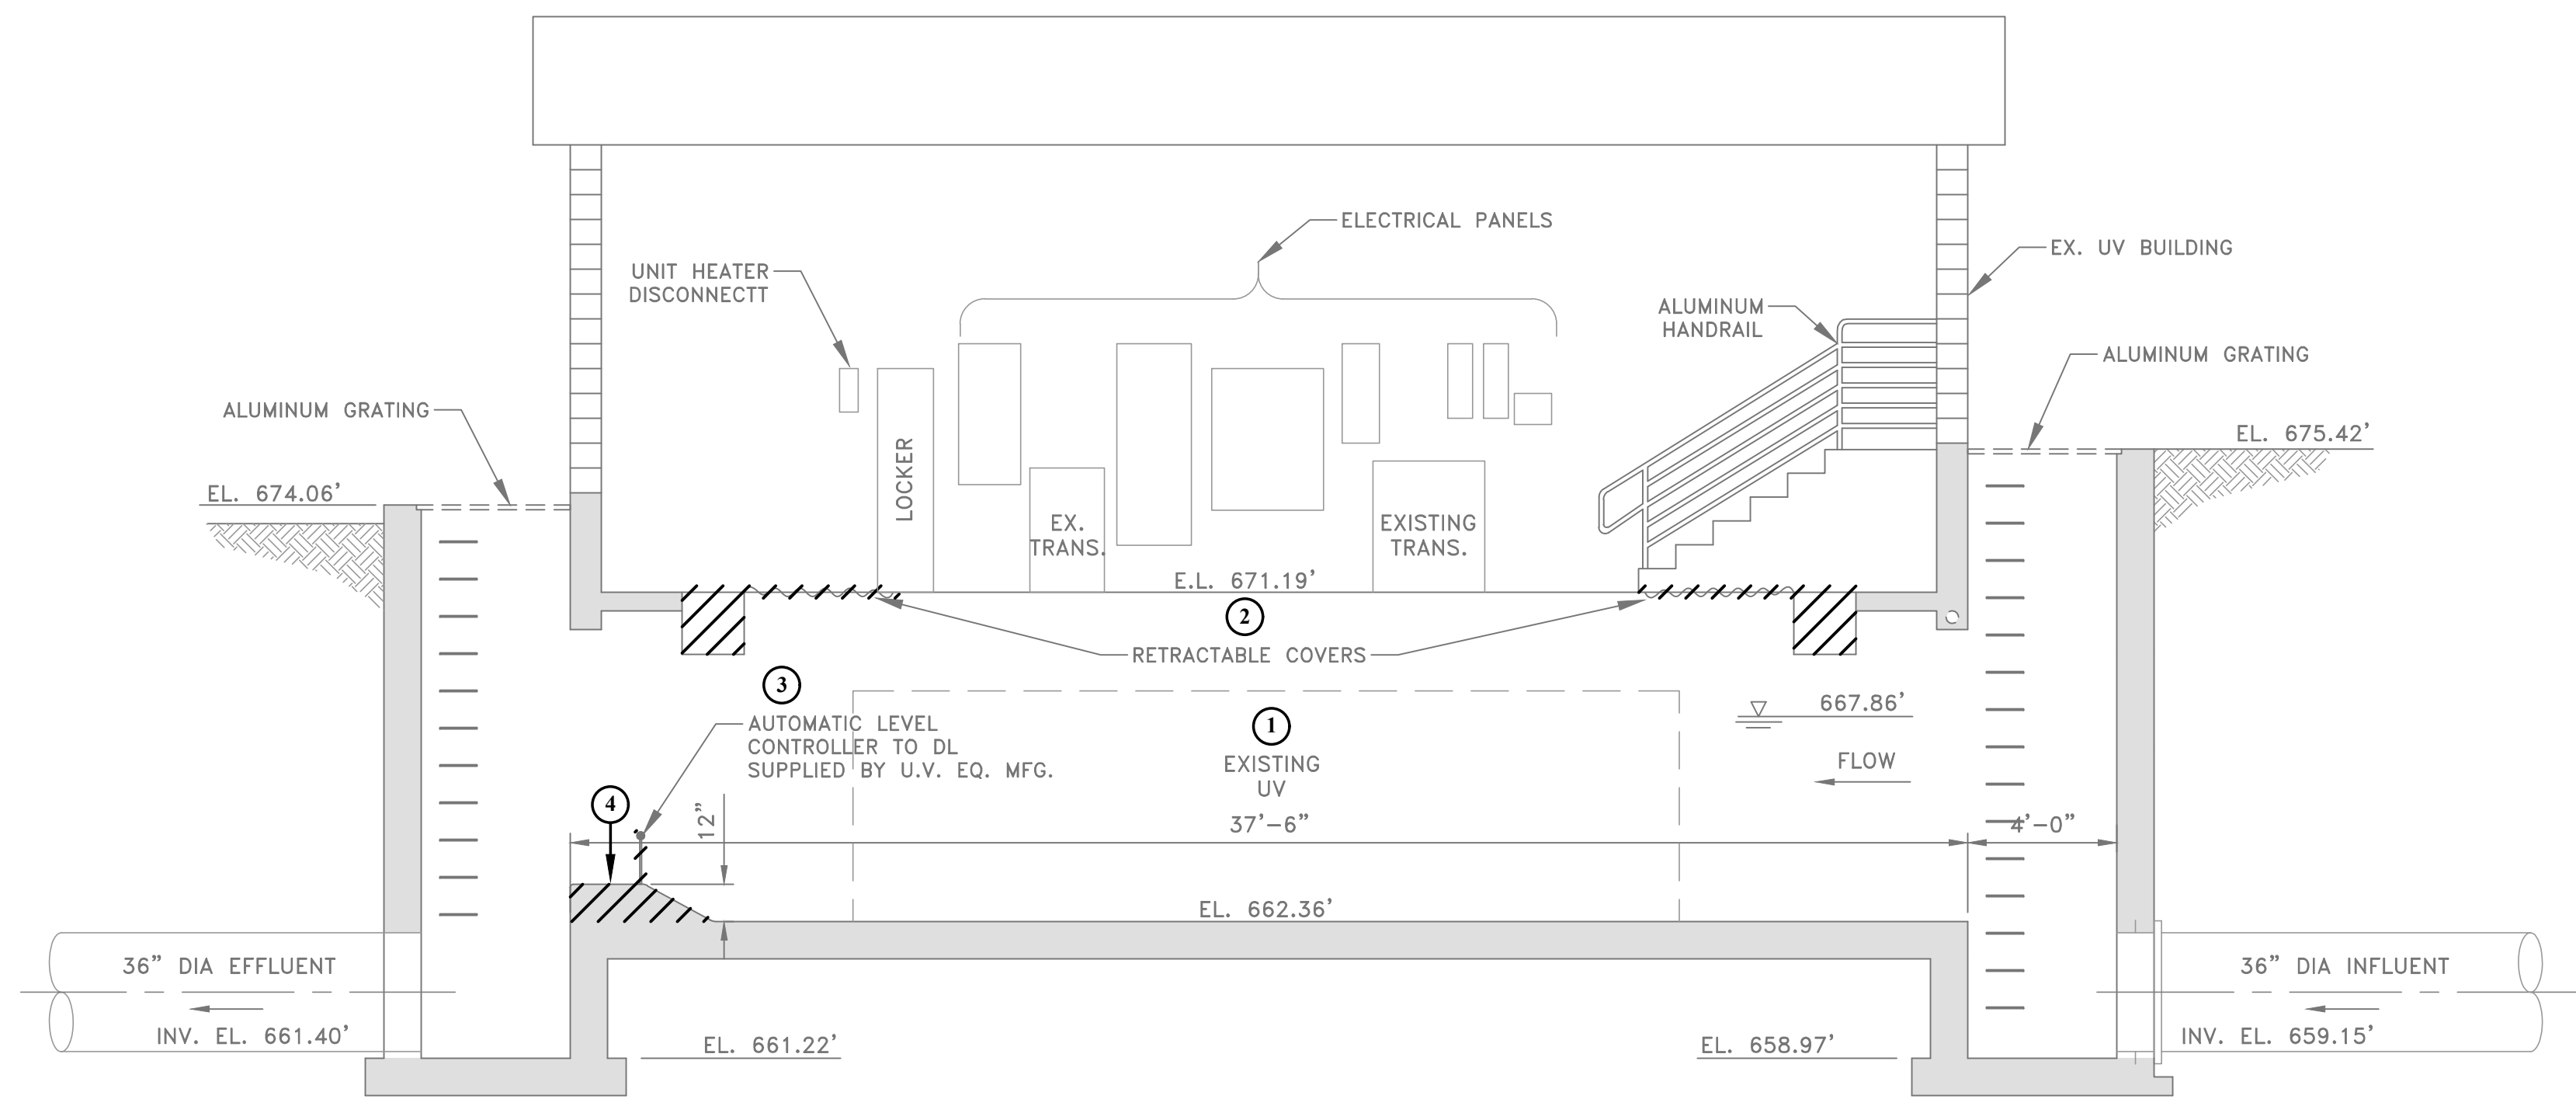 ELECTRICAL PANELS
EX. UV BUILDING
UNIT HEATER
DISCONNECTT
ALUMINUM
HANDRAIL
ALUMINUM GRATING
ALUMINUM GRATING
EL. 675.42’
LOCKER
EL. 674.06’
EX.
TRANS.
EXISTING
TRANS.
E.L. 671.19’
2
RETRACTABLE COVERS
3
AUTOMATIC LEVEL
CONTROLLER TO DL
SUPPLIED BY U.V. EQ. MFG.
1
EXISTING
UV
667.86’
FLOW
4
12”
37’-6”
4’-0”
EL. 662.36’
36” DIA EFFLUENT
INV. EL. 661.40’
EL. 661.22’
EL. 658.97’
36” DIA INFLUENT
INV. EL. 659.15’